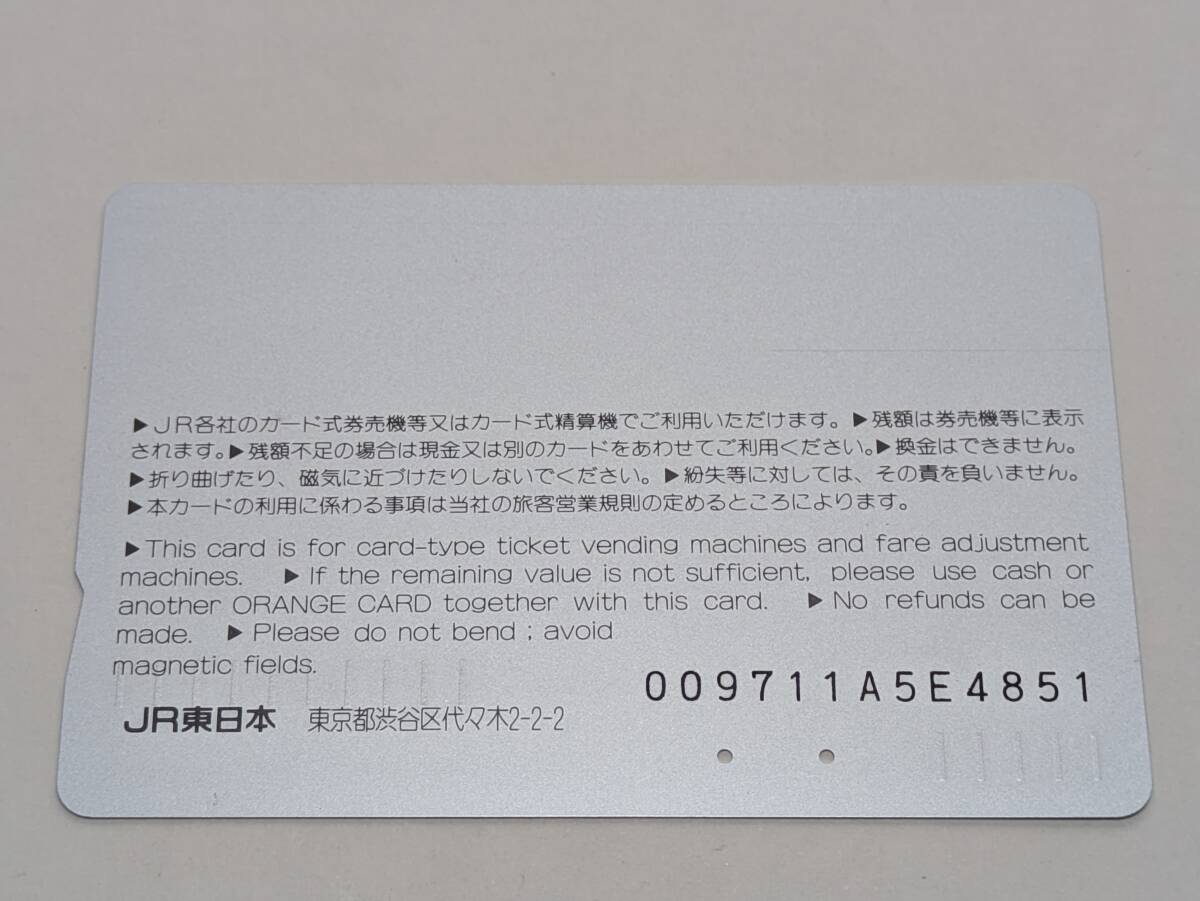 ▶JR各社のカード式券売機等又はカード式精算機でご利用いただけます。▶残額は券売機等に表示
されます。▶残額不足の場合は現金又は別のカードをあわせてご利用ください。▶換金はできません。
▶折り曲げたり、磁気に近づけたりしないでください。▶紛失等に対しては、その責を負いません。
▶本カードの利用に係わる事項は当社の旅客営業規則の定めるところによります。
▶This card is for card-type ticket vending machines and fare adjustment
machines. ▶If the remaining value is not sufficient, please use cash or
another ORANGE CARD together with this card. ▶No refunds can be
made. ▶Please do not bend ; avoid
magnetic fields.
009711A5E4851
JR東日本 東京都渋谷区代々木2-2-2